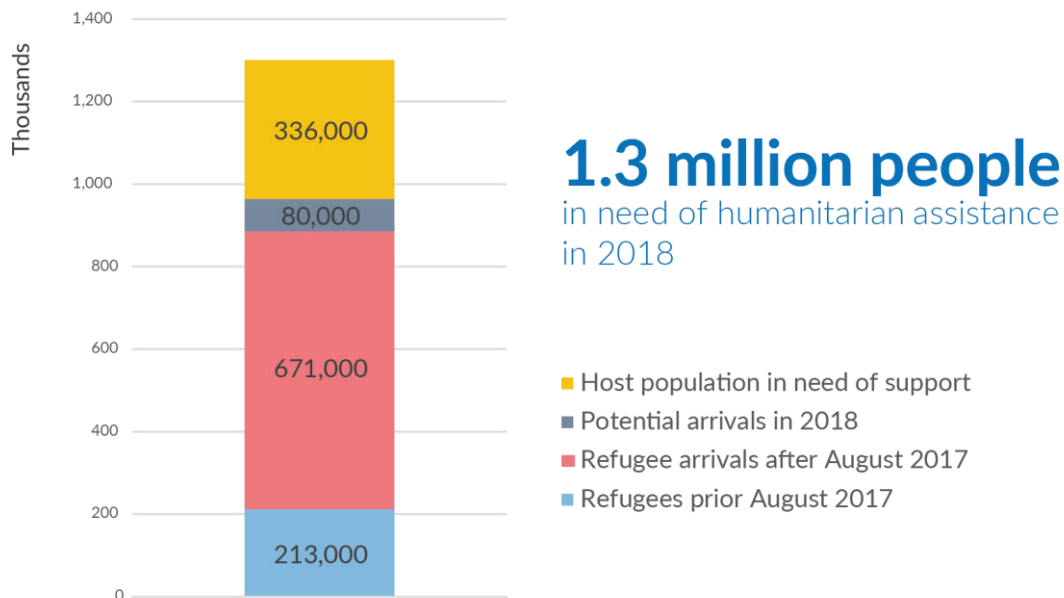 Thousands
1,400
1,200
1,000
800
600
400
200
0
336,000
80,000
671,000
213,000
1.3 million people
in need of humanitarian assistance
in 2018
Host population in need of support
Potential arrivals in 2018
Refugee arrivals after August 2017
Refugees prior August 2017